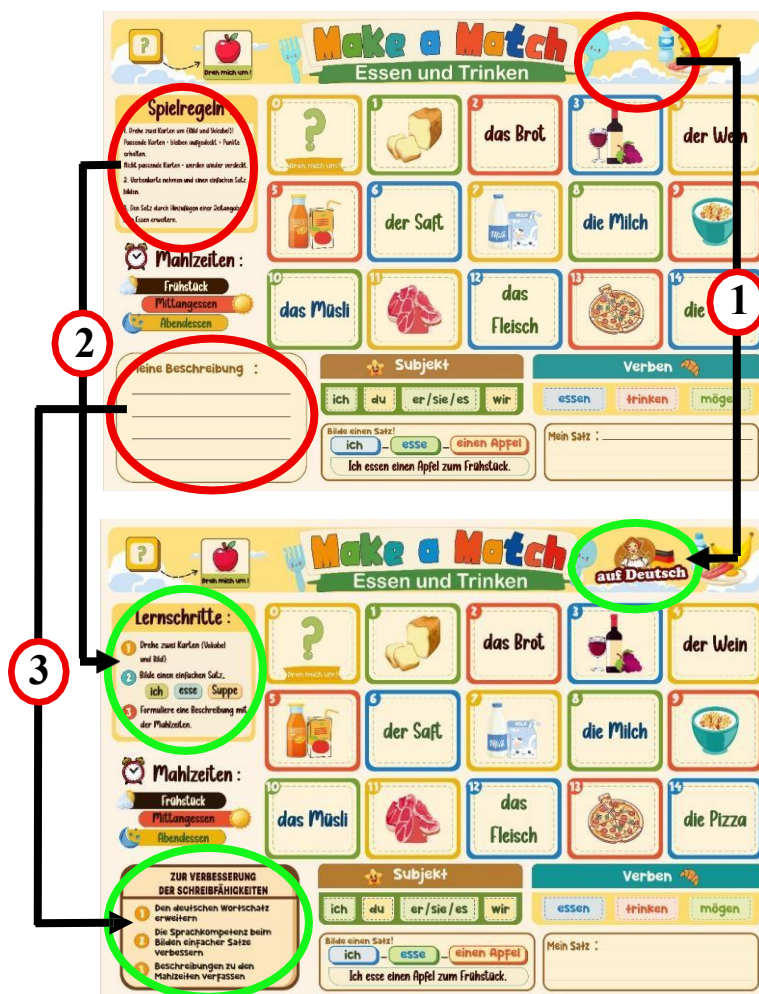 ?
Dreh mich um!
Make a Match
Essen und Trinken
Spielregeln
1. Drehe zwei Karten um (Bild und Vokabel)!
Passende Karten - bleiben aufgedeckt + Punkte
erhalten.
Nicht passende Karten - werden wieder verdeckt.
2. Verbenkarte nehmen und einen einfachen Satz
bilden.
Den Satz durch Hinzufügen einer Zeitangabe
Essen erweitern.
0
?
Dreh mich um!
1
2
das Brot
3
der Wein
5
6
der Saft
7
Milk
8
die Milch
9
10
das Müsli
11
12
das
Fleisch
13
14
die
Mahlzeiten :
Frühstück
Mittangessen
Abendessen
Meine Beschreibung :
Subjekt
ich du er/sie/es wir
Verben
essen trinken mögen
Bilde einen Satz!
ich - esse - einen Apfel
Ich essen einen Apfel zum Frühstück.
Mein Satz :
1
2
3
?
Dreh mich um!
Make a Match
Essen und Trinken
auf Deutsch
Lernschritte :
1 Drehe zwei Karten (Vokabel
und Bild)
2 Bilde einen einfachen Satz.
ich esse Suppe
3 Formuliere eine Beschreibung mit
der Mahlzeiten.
0
?
Dreh mich um!
1
2
das Brot
3
4
der Wein
5
6
der Saft
7
Milk
8
die Milch
9
10
das Müsli
11
12
das
Fleisch
13
14
die Pizza
Mahlzeiten :
Frühstück
Mittangessen
Abendessen
ZUR VERBESSERUNG
DER SCHREIBFÄHIGKEITEN
1 Den deutschen Wortschatz
erweitern
2 Die Sprachkompetenz beim
Bilden einfacher Sätze
verbessern
3 Beschreibungen zu den
Mahlzeiten verfassen
Subjekt
ich du er/sie/es wir
Verben
essen trinken mögen
Bilde einen Satz!
ich - esse - einen Apfel
Ich esse einen Apfel zum Frühstück.
Mein Satz :